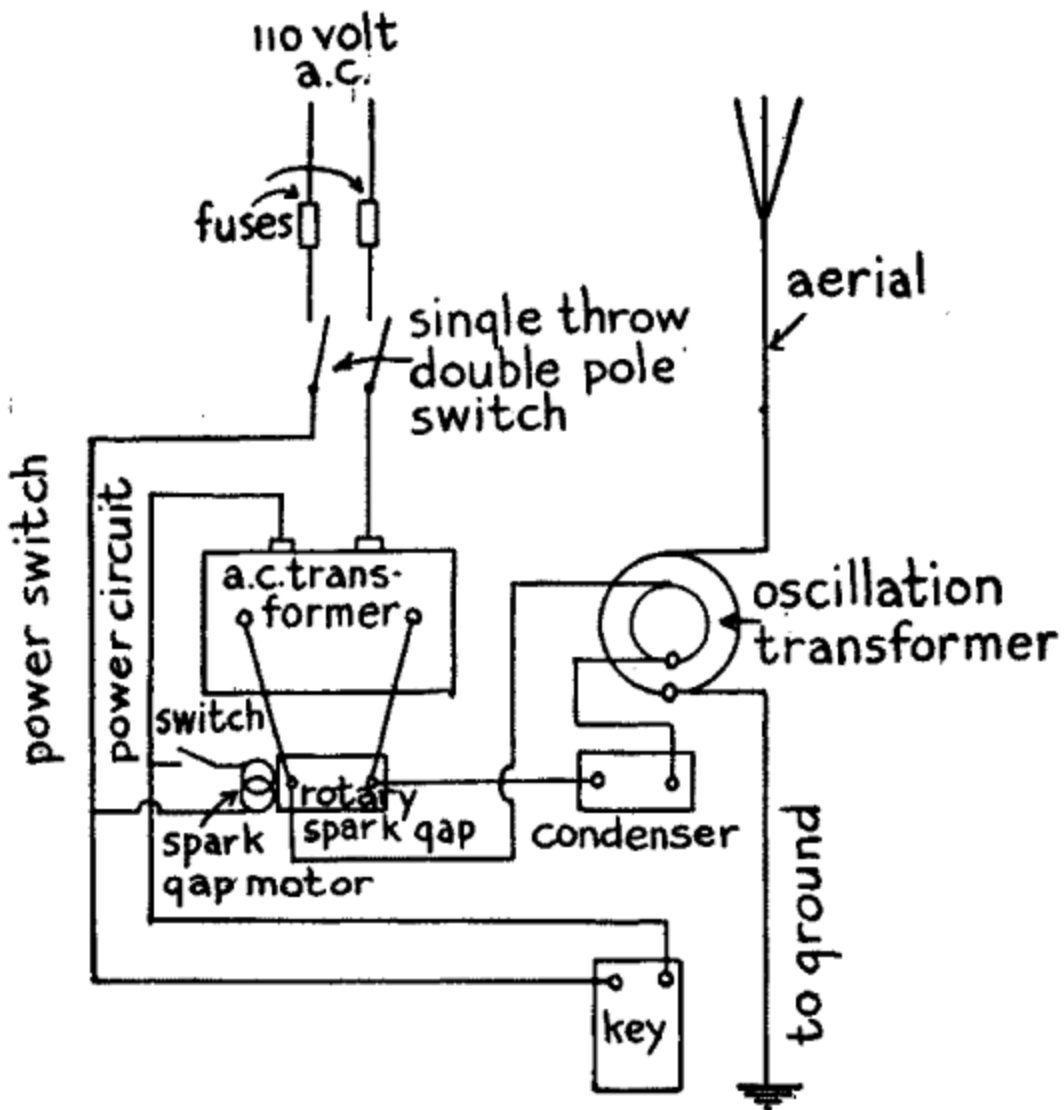 110 volt
a.c.
fuses
single throw
double pole
switch
aerial
power switch
power circuit
a.c. trans-
former
oscillation
transformer
switch
rotary
spark gap
spark
gap motor
condenser
to ground
key